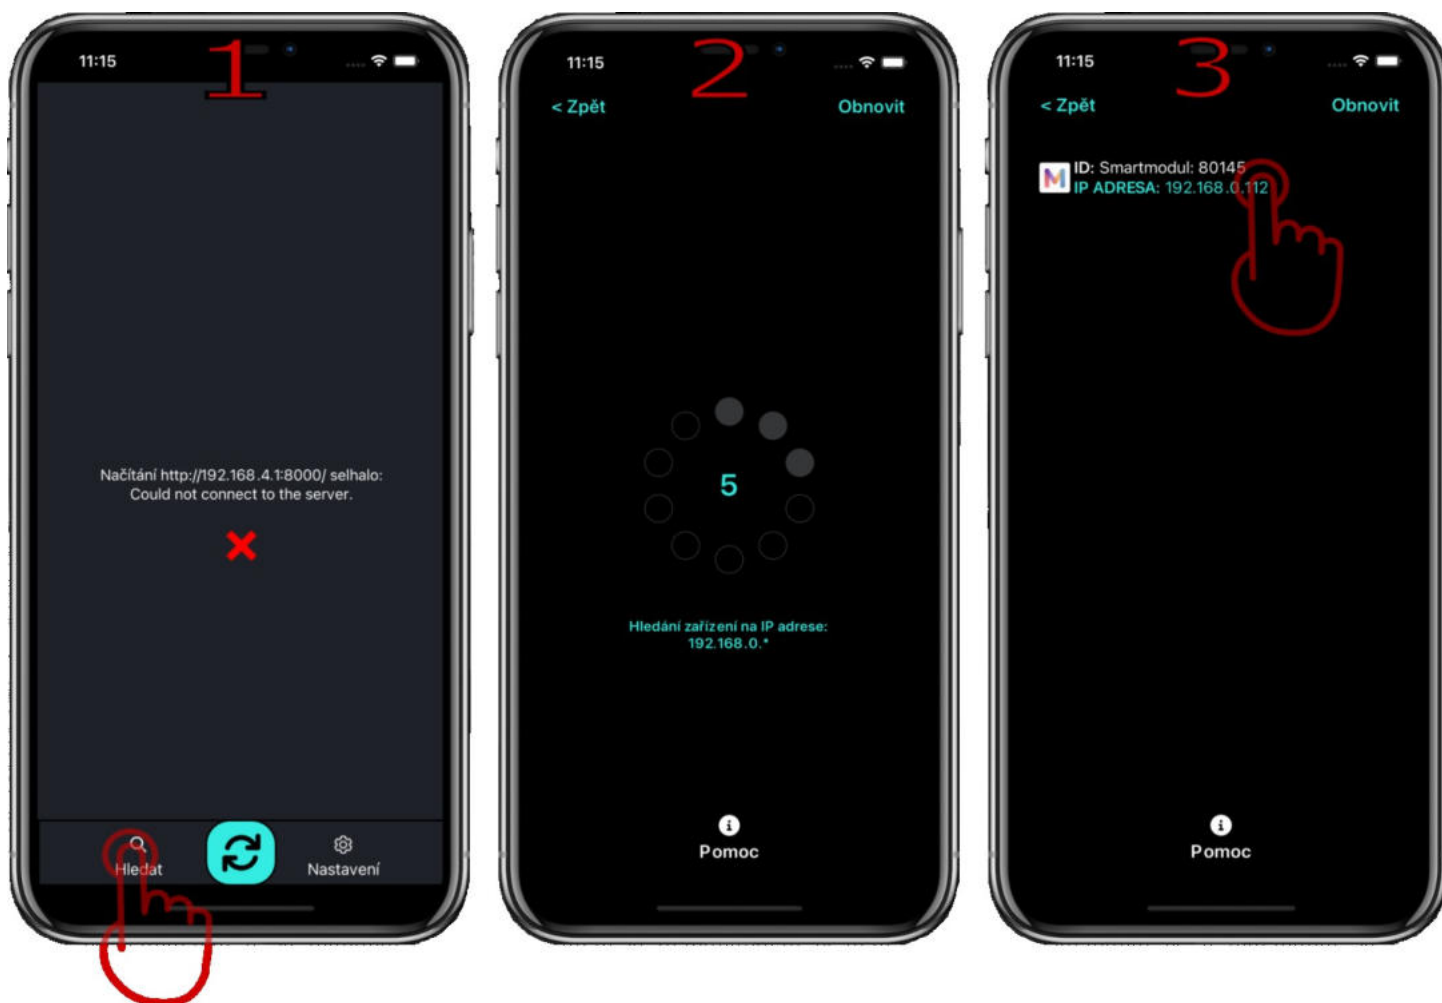 1
11:15
Načítání http://192.168.4.1:8000/ selhalo:
Could not connect to the server.
Hledat
Nastavení
2
11:15
< Zpět
Obnovit
5
Hledání zařízení na IP adrese:
192.168.0.*
Pomoc
3
11:15
< Zpět
Obnovit
M
ID: Smartmodul: 80145
IP ADRESA: 192.168.0.112
Pomoc